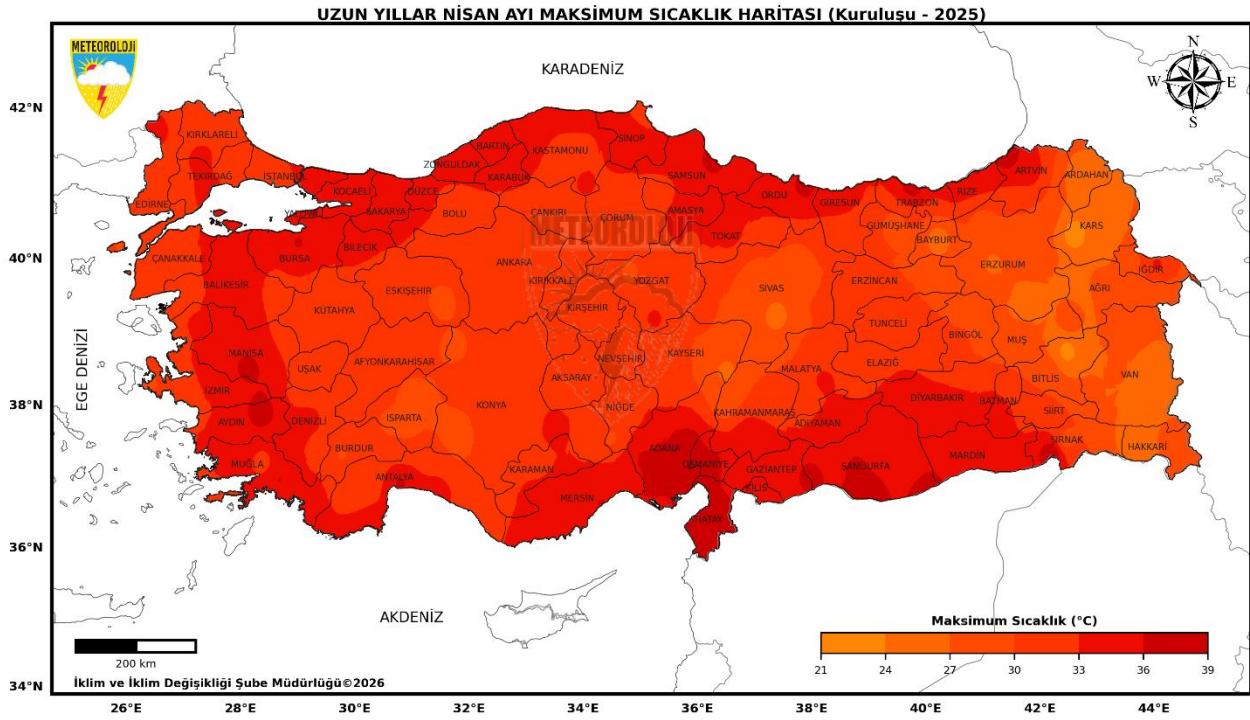 UZUN YILLAR NİSAN AYI MAKSİMUM SICAKLIK HARİTASI (Kuruluşu - 2025)
METEOROLOJİ
KARADENİZ
N
W
E
S
42°N
40°N
38°N
36°N
34°N
EGE DENİZİ
KIRKLARELİ
TEKİRDAĞ
İSTANBUL
EDİRNE
YALOVA
KOCAELİ
SAKARYA
DÜZCE
ZONGULDAK
BARTIN
KARABÜK
KASTAMONU
SİNOP
SAMSUN
ORDU
GİRESUN
TRABZON
RİZE
ARTVİN
ARDAHAN
BOLU
ÇANKIRI
ÇORUM
AMASYA
TOKAT
GÜMÜŞHANE
BAYBURT
KARS
ÇANAKKALE
BALIKESİR
BURSA
BİLECİK
ESKİŞEHİR
ANKARA
KIRIKKALE
YOZGAT
SİVAS
ERZİNCAN
ERZURUM
AĞRI
IĞDIR
METEOROLOJİ
KÜTAHYA
KIRŞEHİR
TUNCELİ
BİNGÖL
MUŞ
MANİSA
UŞAK
AFYONKARAHİSAR
NEVŞEHİR
KAYSERİ
MALATYA
ELAZIĞ
BİTLİS
VAN
İZMİR
AYDIN
DENİZLİ
ISPARTA
KONYA
AKSARAY
NİĞDE
KAHRAMANMARAŞ
ADIYAMAN
DİYARBAKIR
BATMAN
SİİRT
ŞIRNAK
HAKKARİ
MUĞLA
BURDUR
ANTALYA
KARAMAN
MERSİN
ADANA
OSMANİYE
GAZİANTEP
KİLİS
ŞANLIURFA
MARDİN
HATAY
AKDENİZ
200 km
İklim ve İklim Değişikliği Şube Müdürlüğü©2026
Maksimum Sıcaklık (°C)
21 24 27 30 33 36 39
26°E 28°E 30°E 32°E 34°E 36°E 38°E 40°E 42°E 44°E